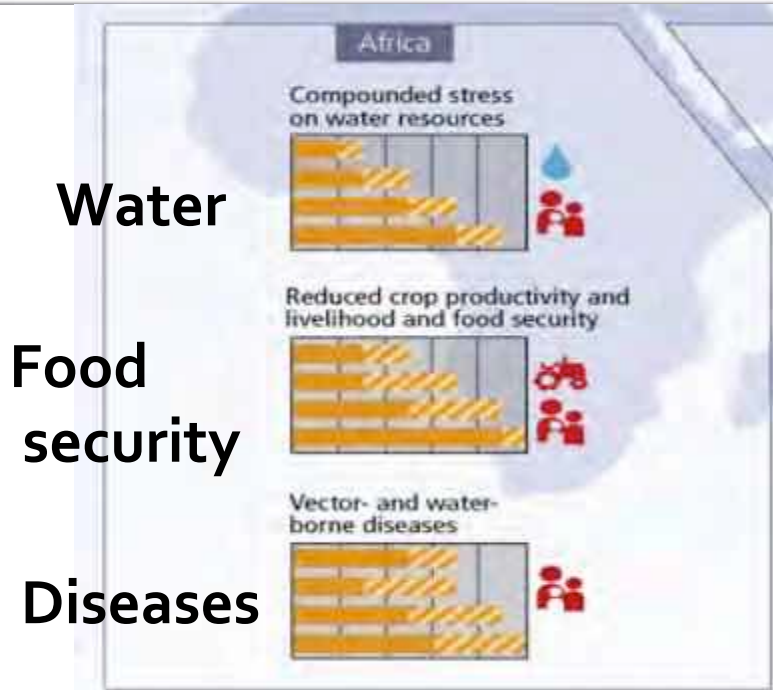 Africa
Compounded stress
on water resources
Water
Reduced crop productivity and
livelihood and food security
Food
security
Vector- and water-
borne diseases
Diseases